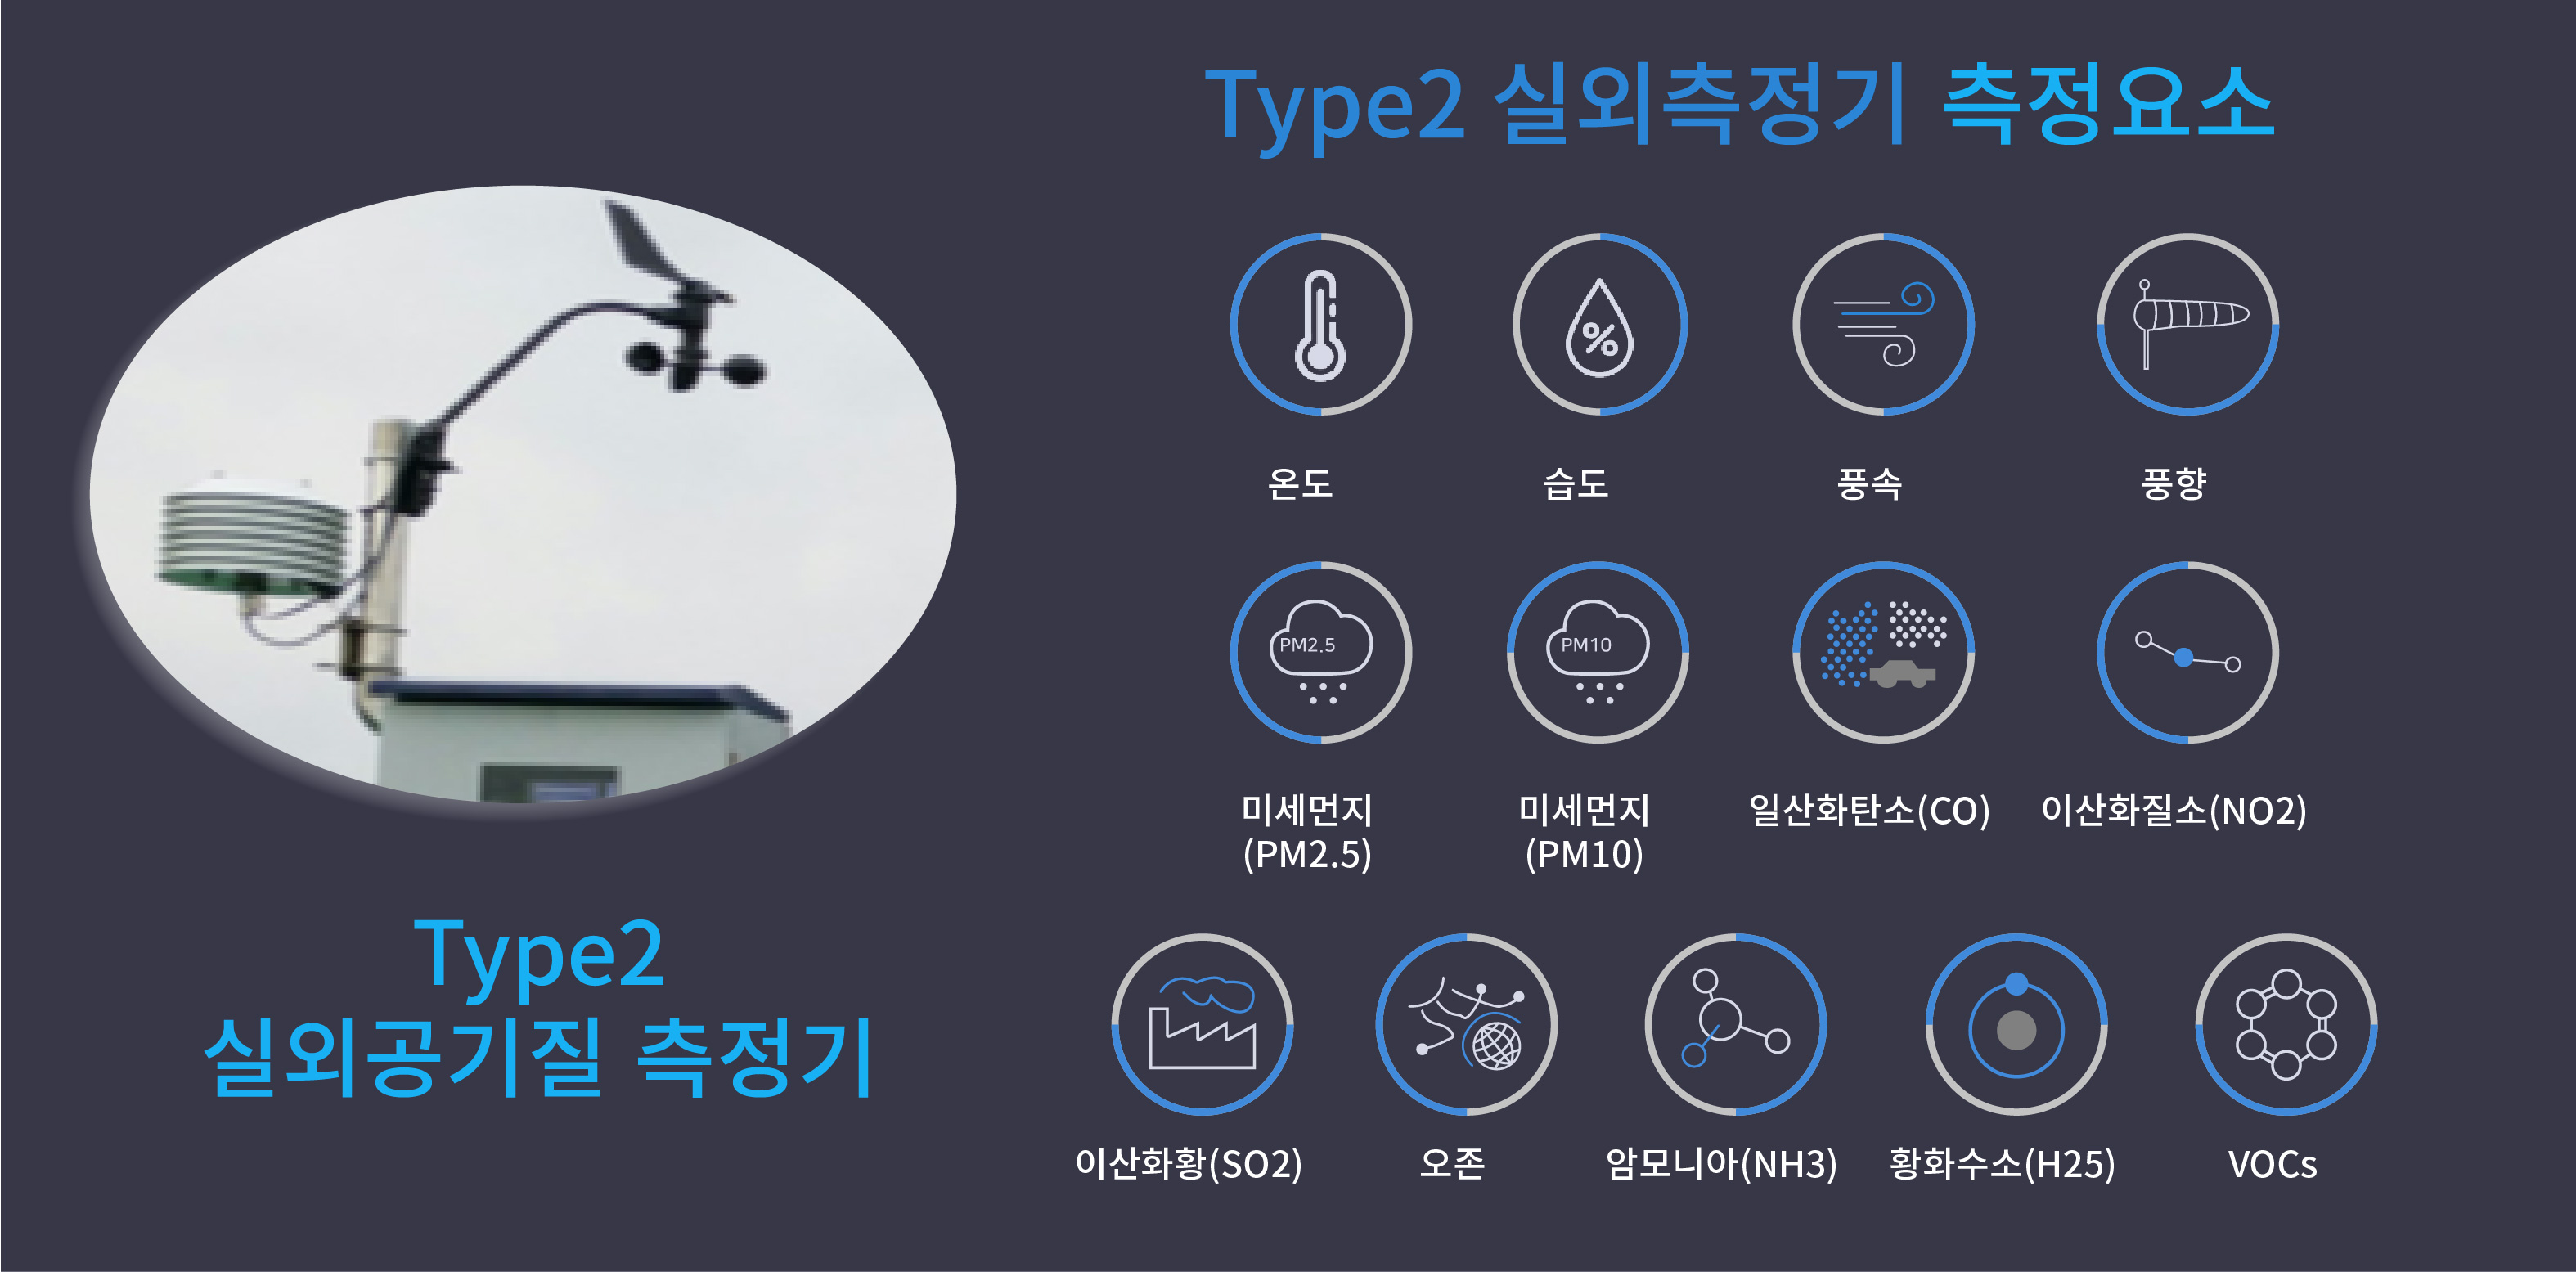 Type2 실외측정기 측정요소
온도
습도
풍속
풍향
PM2.5
PM10
미세먼지
(PM2.5)
미세먼지
(PM10)
일산화탄소(CO)
이산화질소(NO2)
이산화황(SO2)
오존
암모니아(NH3)
황화수소(H25)
VOCs
Type2
실외공기질 측정기